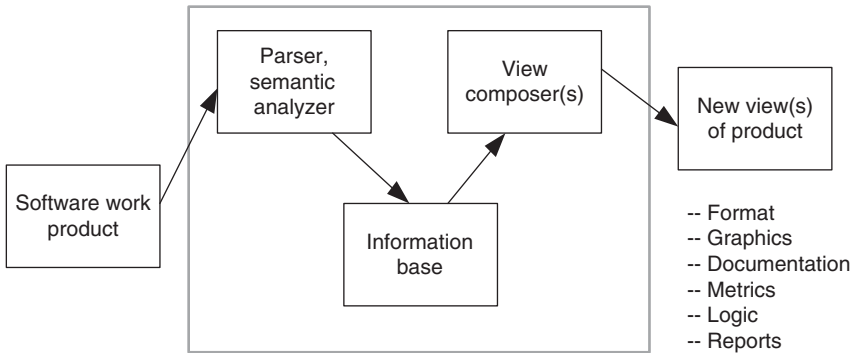 Software work
product
Parser,
semantic
analyzer
Information
base
View
composer(s)
New view(s)
of product
-- Format
-- Graphics
-- Documentation
-- Metrics
-- Logic
-- Reports